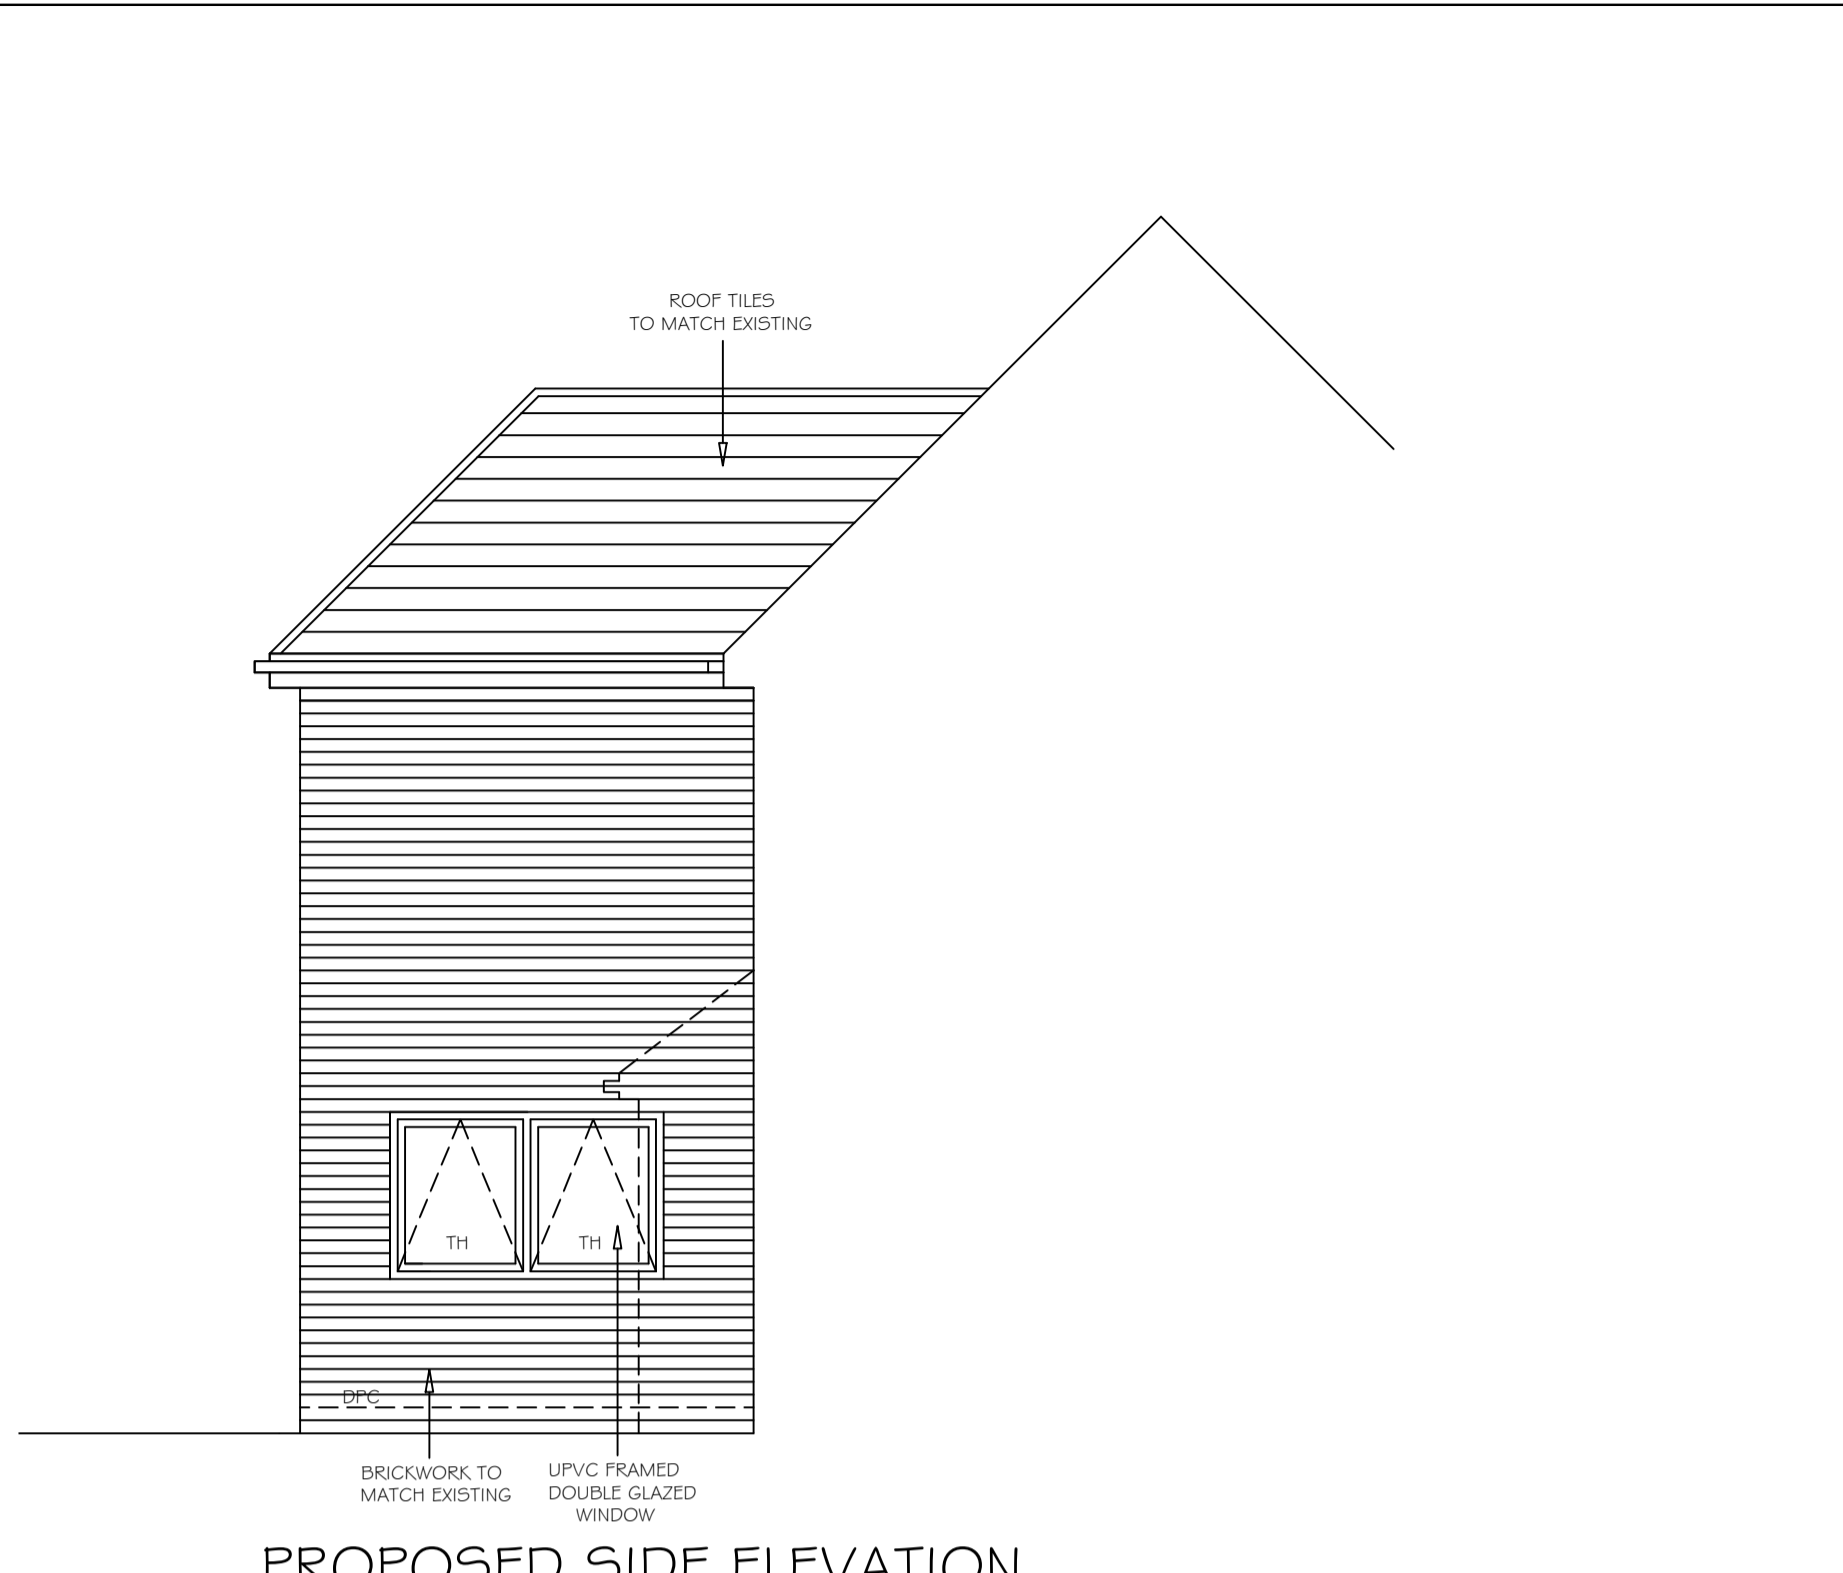 ROOF TILES
TO MATCH EXISTING
TH
TH
DPC
BRICKWORK TO
MATCH EXISTING
UPVC FRAMED
DOUBLE GLAZED
WINDOW
PROPOSED SIDE ELEVATION